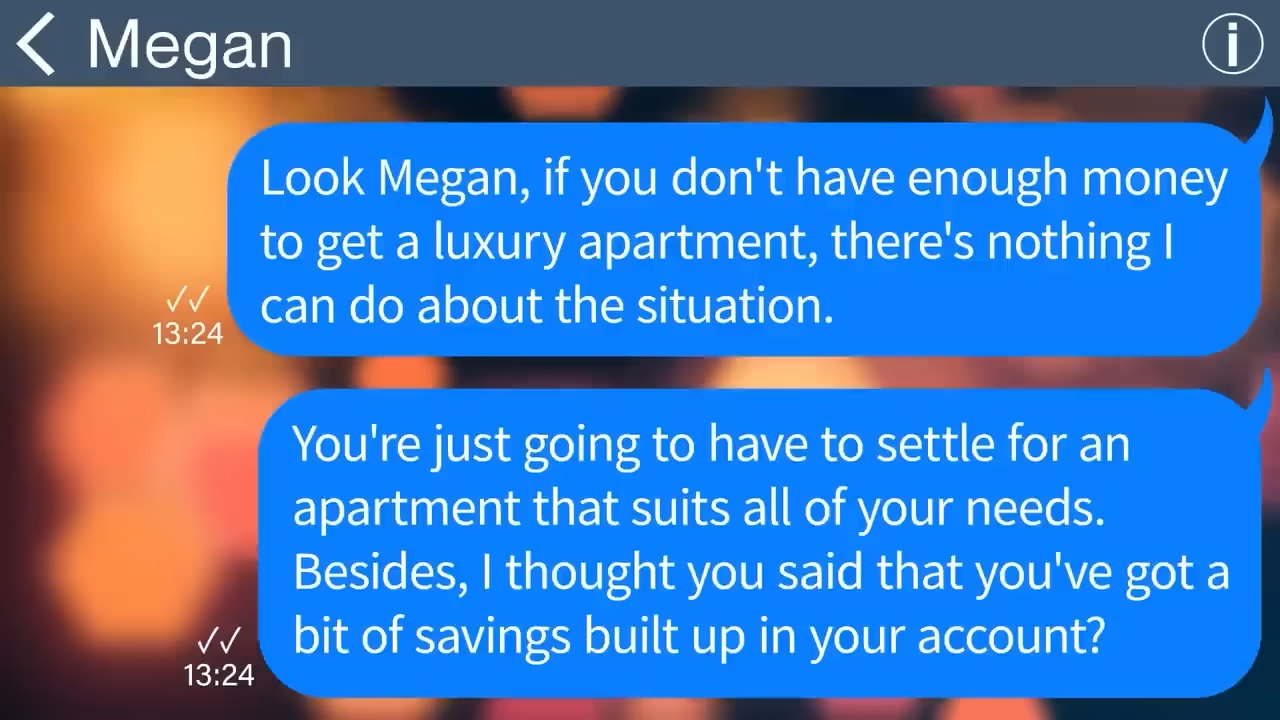 Megan
Look Megan, if you don't have enough money
to get a luxury apartment, there's nothing I
can do about the situation.
13:24
You're just going to have to settle for an
apartment that suits all of your needs.
Besides, I thought you said that you've got a
bit of savings built up in your account?
13:24